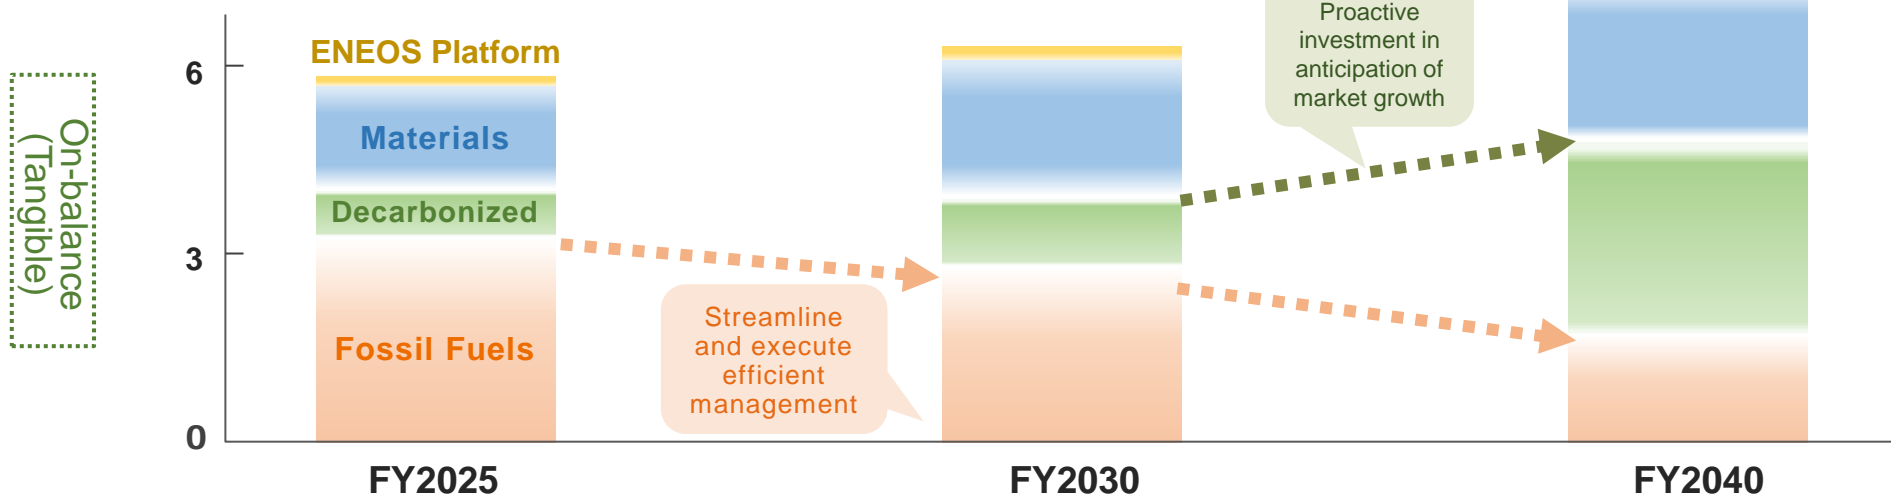 Proactive
investment in
anticipation of
market growth
6
ENEOS Platform
On-balance
(Tangible)
Materials
Decarbonized
3
Fossil Fuels
Streamline
and execute
efficient
management
0
FY2025
FY2030
FY2040